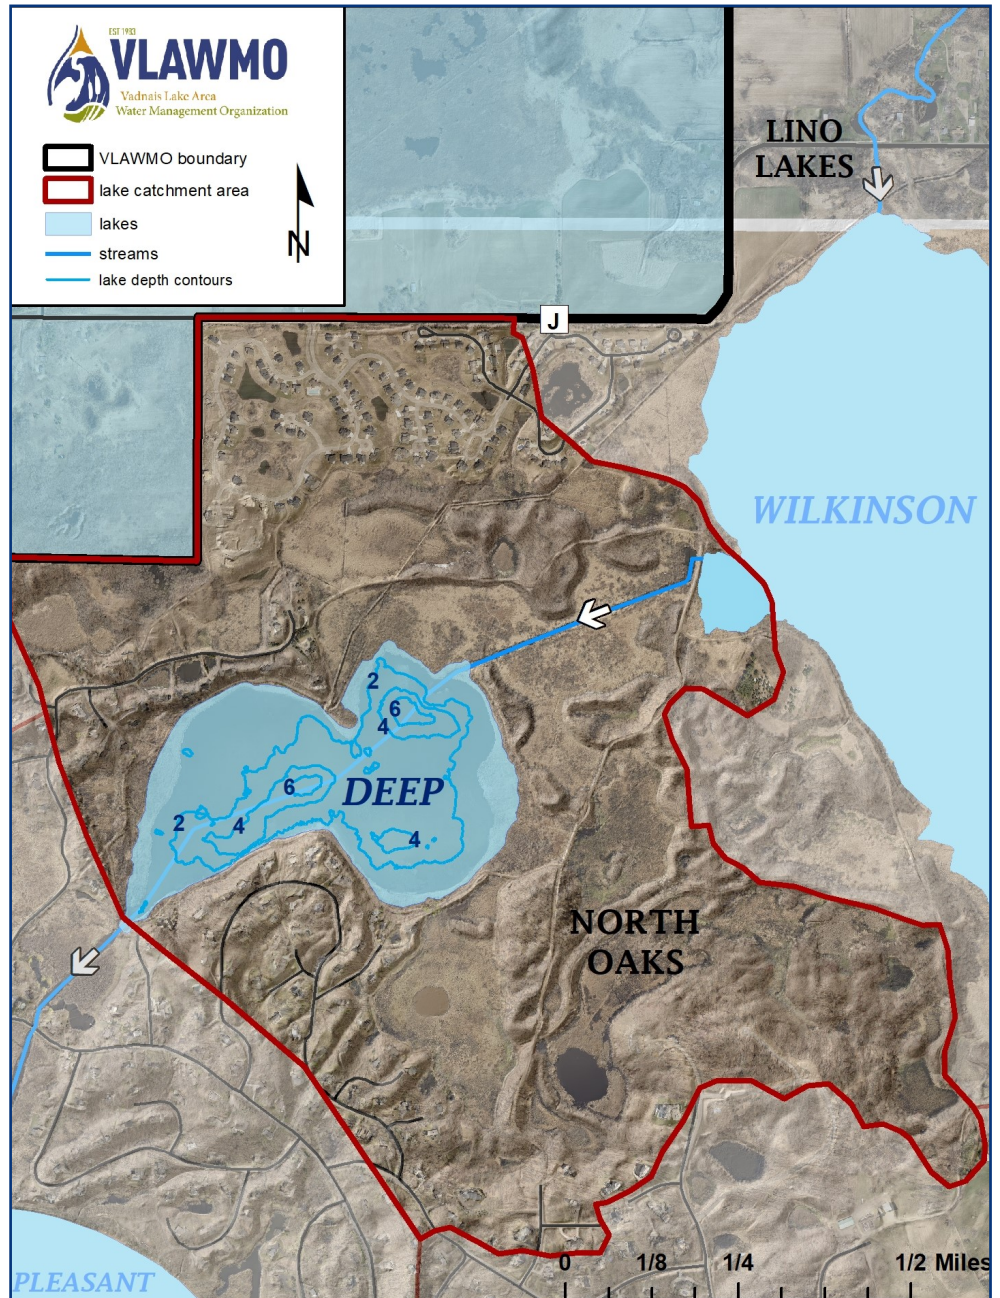 EST 1983
VLAWMO
Vadnais Lake Area
Water Management Organization
VLAWMO boundary
lake catchment area
lakes
streams
lake depth contours
N
LINO
LAKES
J
WILKINSON
2
6
4
6
DEEP
2
4
4
NORTH
OAKS
PLEASANT
0 1/8 1/4 1/2 Miles